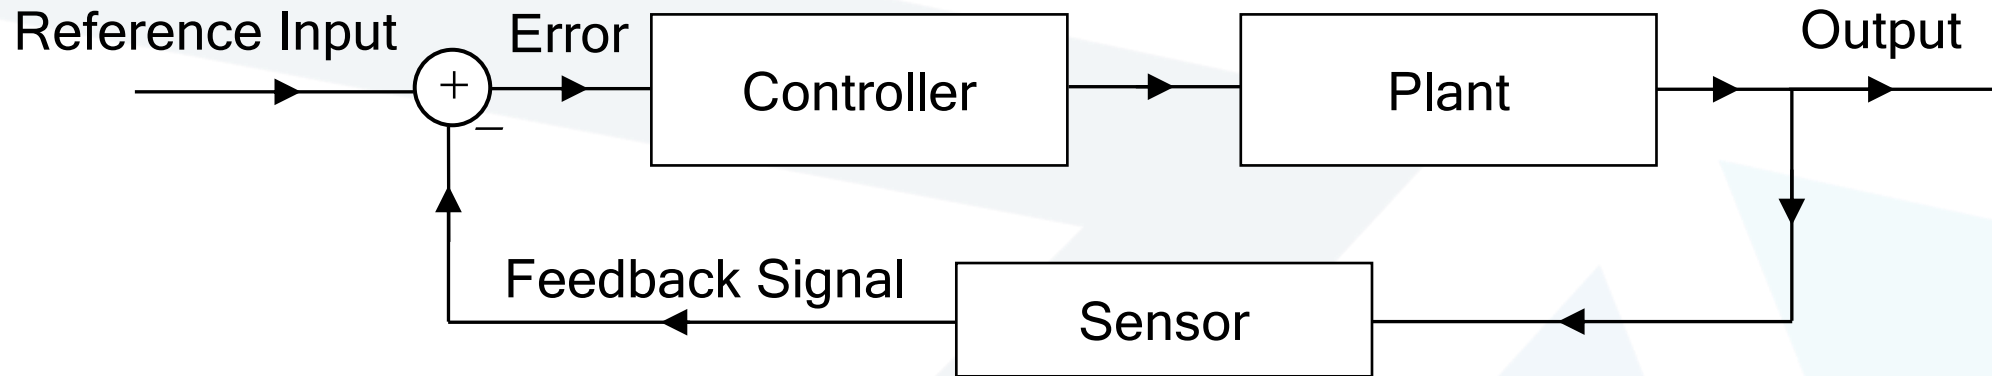 Reference Input
Error
Controller
Plant
Output
+
−
Feedback Signal
Sensor